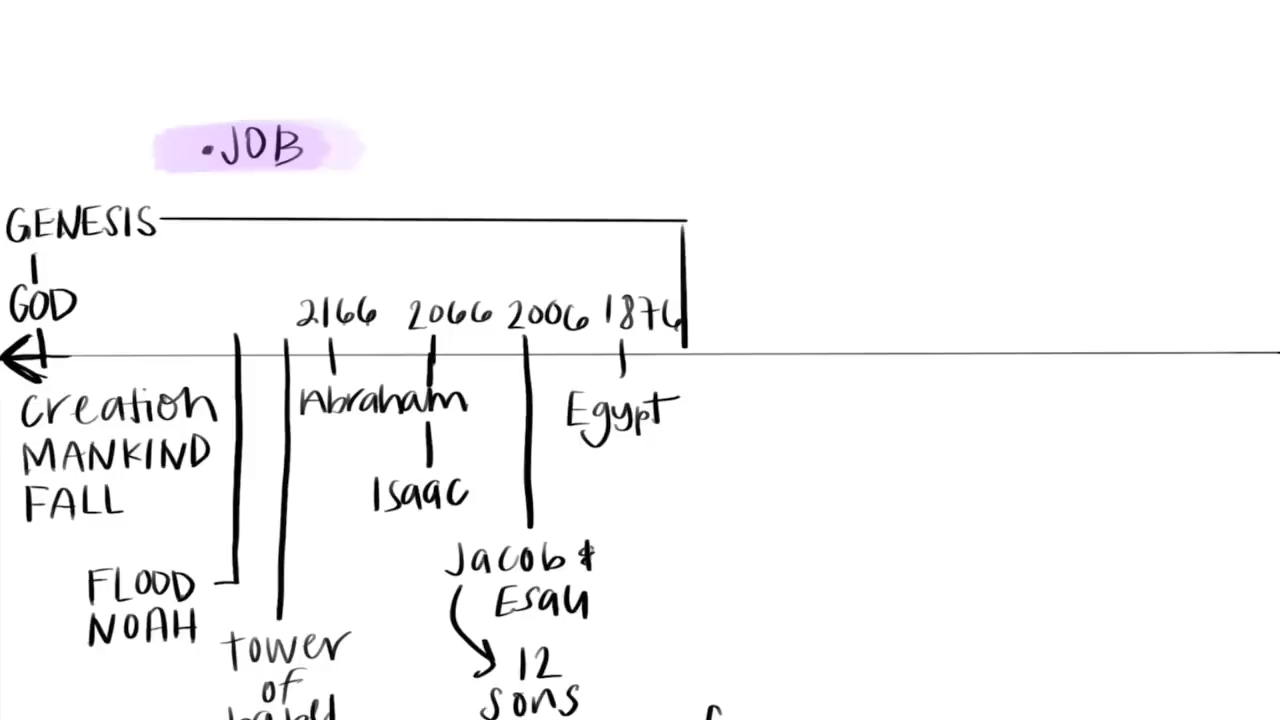 •JOB
GENESIS
GOD
2166 2066 2006 1876
Creation
MANKIND
FALL
Abraham
Egypt
Isaac
Jacob &
Esau
FLOOD
NOAH
tower
of
12
sons